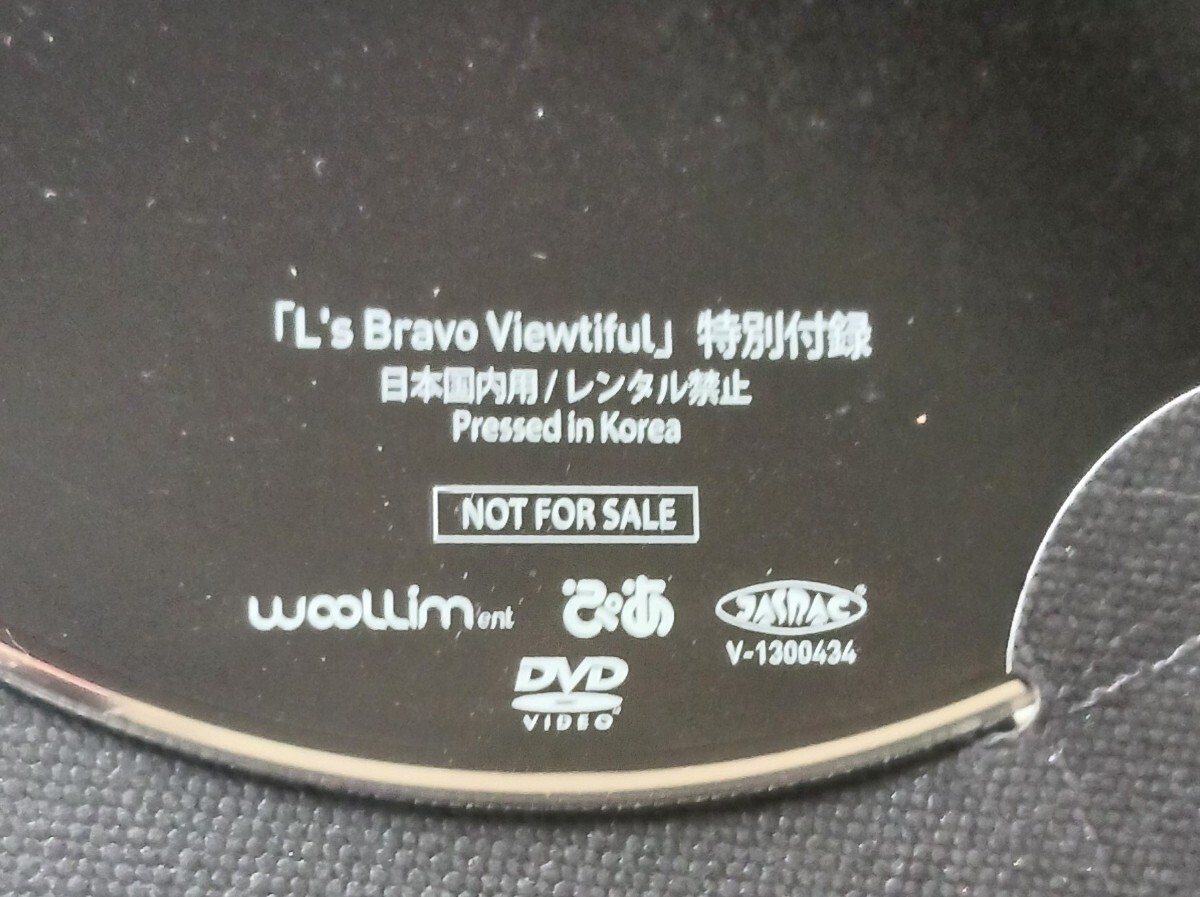 「L's Bravo Viewtiful」特別付録
日本国内用/レンタル禁止
Pressed in Korea
NOT FOR SALE
woollim ent ぴあ JASRAC
V-1300434
DVD
VIDEO